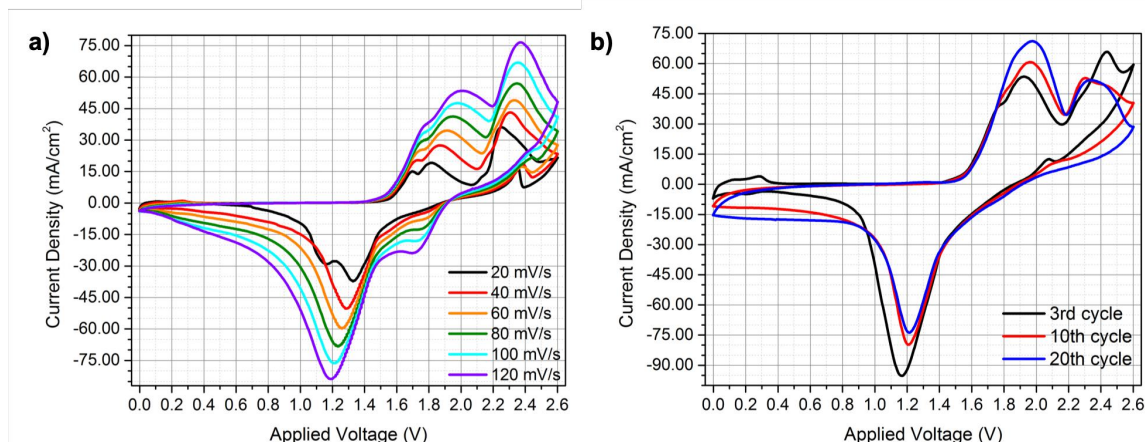 a)
Current Density (mA/cm²)
75.00
60.00
45.00
30.00
15.00
0.00
-15.00
-30.00
-45.00
-60.00
-75.00
20 mV/s
40 mV/s
60 mV/s
80 mV/s
100 mV/s
120 mV/s
0.0 0.2 0.4 0.6 0.8 1.0 1.2 1.4 1.6 1.8 2.0 2.2 2.4 2.6
Applied Voltage (V)
b)
Current Density (mA/cm²)
75.00
60.00
45.00
30.00
15.00
0.00
-15.00
-30.00
-45.00
-60.00
-75.00
-90.00
3rd cycle
10th cycle
20th cycle
0.0 0.2 0.4 0.6 0.8 1.0 1.2 1.4 1.6 1.8 2.0 2.2 2.4 2.6
Applied Voltage (V)